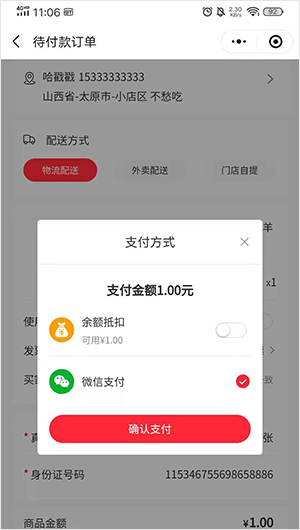 4G HD 11:06
2.30 KB/s 5G 92
待付款订单
哈戳戳 15333333333
山西省-太原市-小店区 不愁吃
配送方式
物流配送 外卖配送 门店自提
羊
支付方式
支付金额1.00元
x1
余额抵扣
使
可用¥1.00
发
买 致
微信支付
确认支付
*真 张
*身份证号码 115346755698658886
商品金额 ¥1.00